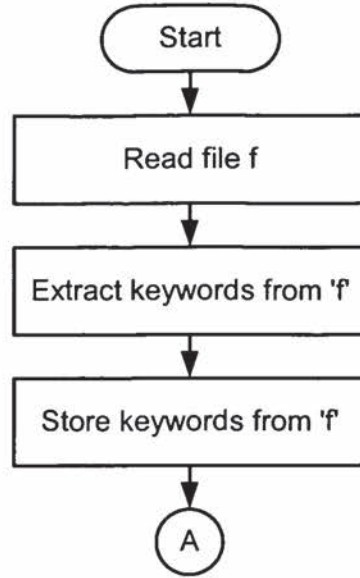 Start
Read file f
Extract keywords from 'f'
Store keywords from 'f'
A